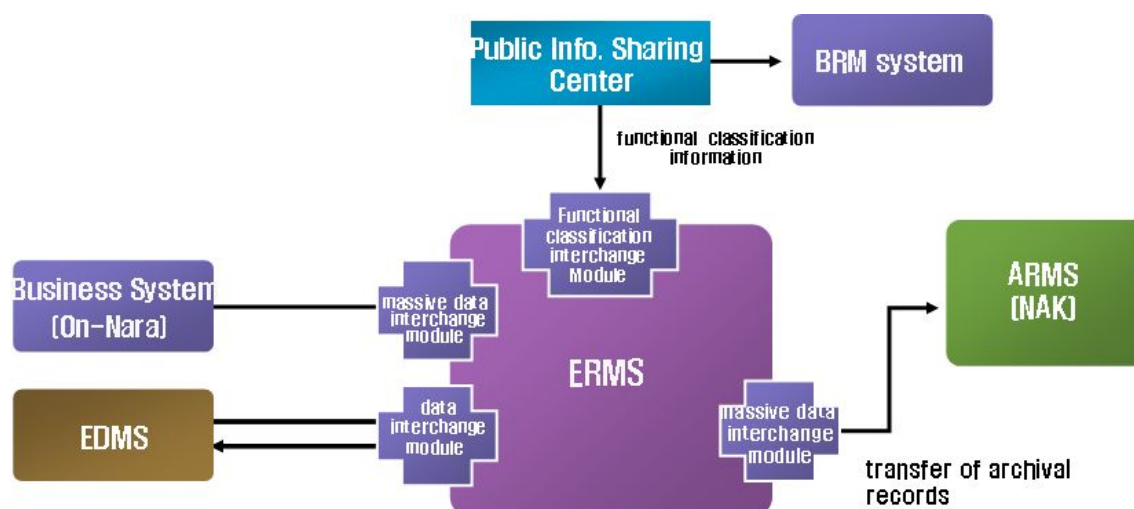 Public Info. Sharing
Center
BRM system
functional classification
information
Functional
classification
interchange
Module
Business System
(On-Nara)
massive data
interchange
module
ARMS
(NAK)
ERMS
EDMS
data
interchange
module
massive data
interchange
module
transfer of archival
records